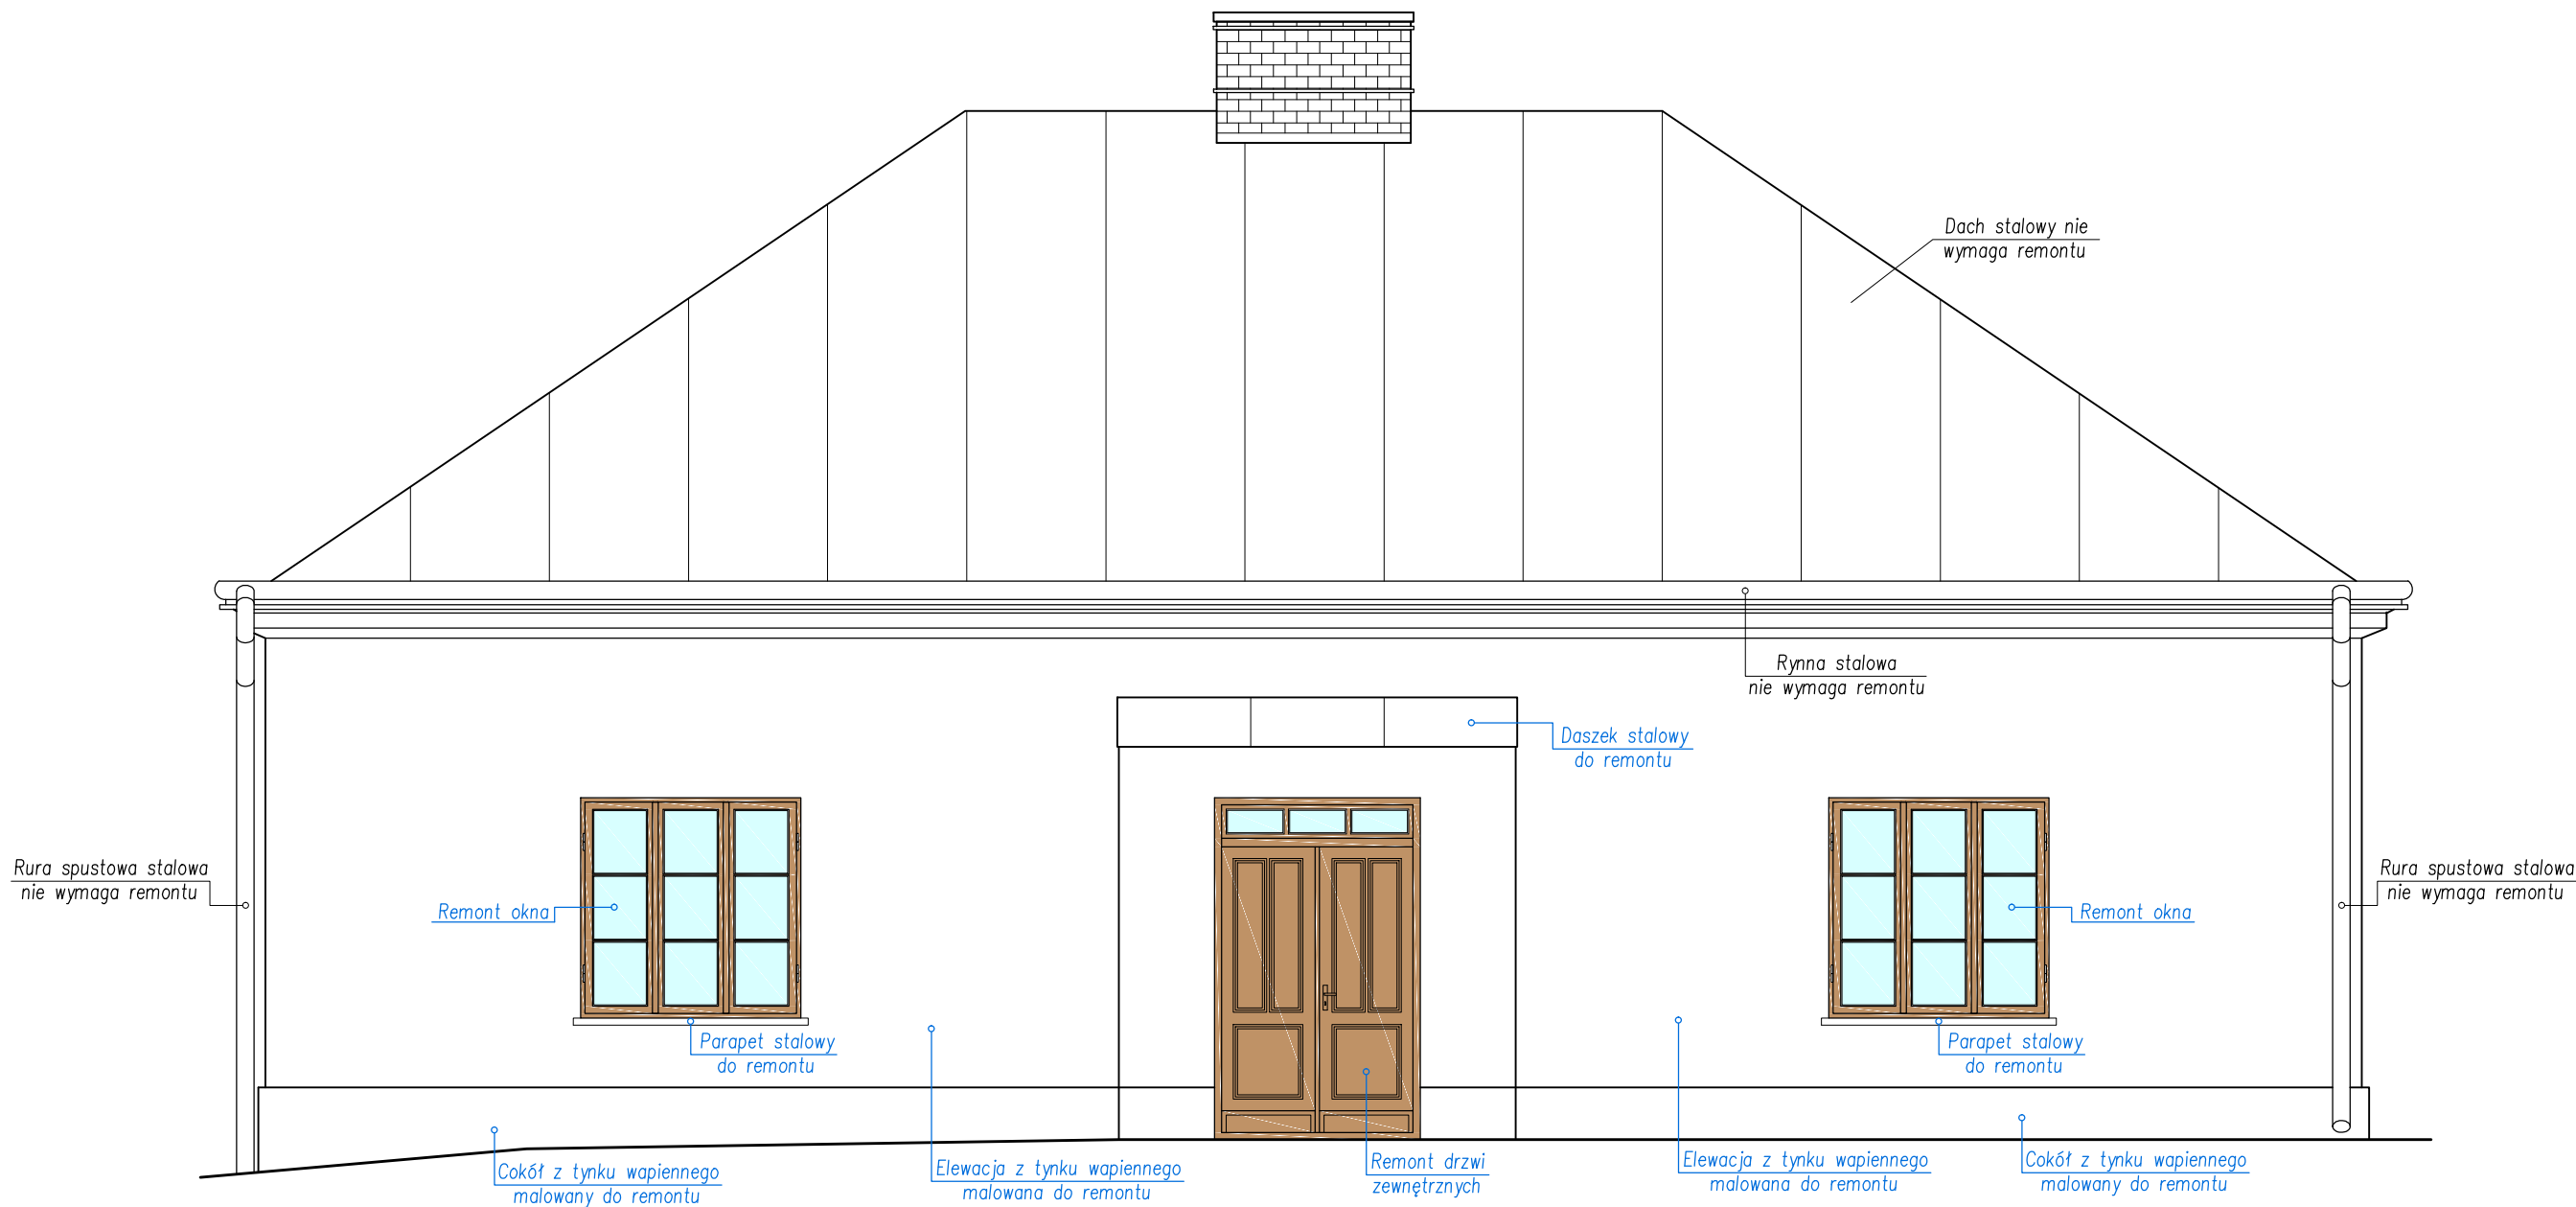 Dach stalowy nie
wymaga remontu
Rynna stalowa
nie wymaga remontu
Daszek stalowy
do remontu
Rura spustowa stalowa
nie wymaga remontu
Remont okna
Remont okna
Rura spustowa stalowa
nie wymaga remontu
Parapet stalowy
do remontu
Parapet stalowy
do remontu
Cokół z tynku wapiennego
malowany do remontu
Elewacja z tynku wapiennego
malowana do remontu
Remont drzwi
zewnętrznych
Elewacja z tynku wapiennego
malowana do remontu
Cokół z tynku wapiennego
malowany do remontu